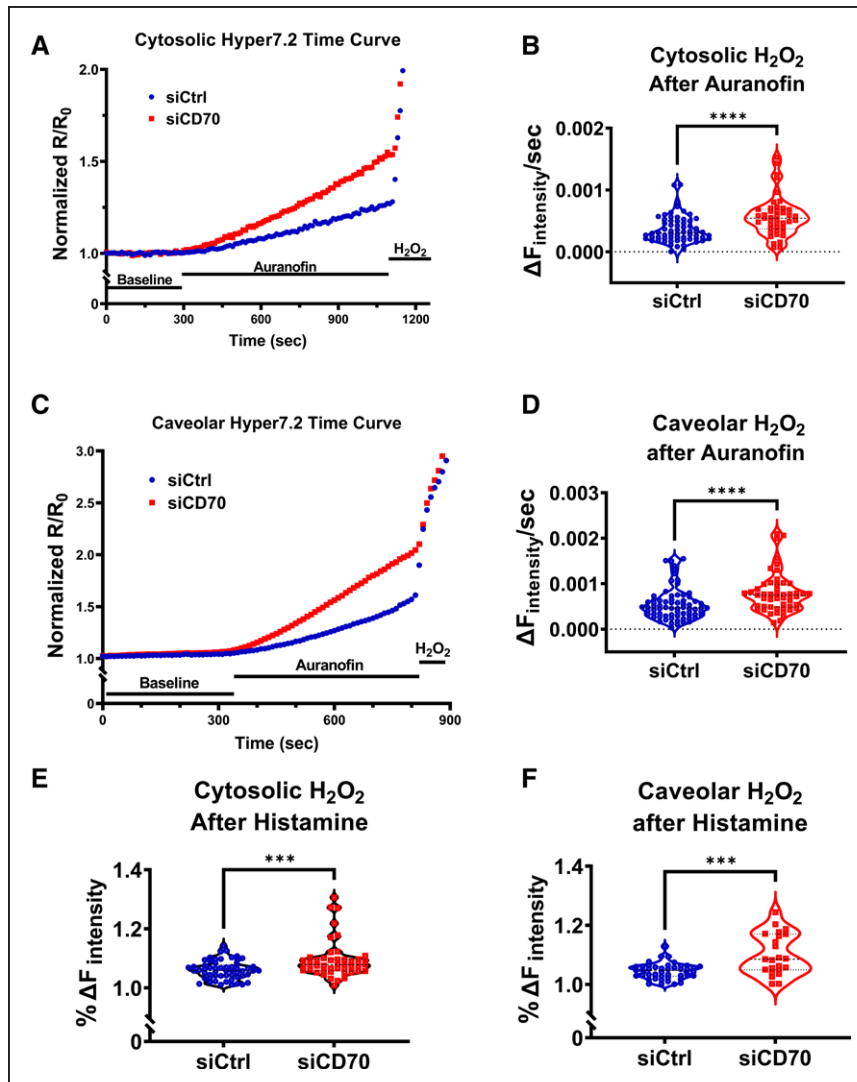 A
Cytosolic Hyper7.2 Time Curve
Normalized R/R0
2.0
1.5
1.0
0
siCtrl
siCD70
Baseline
Auranofin
H2O2
0 300 600 900 1200
Time (sec)
B
Cytosolic H2O2
After Auranofin
****
ΔFintensity/sec
0.002
0.001
0.000
siCtrl siCD70
C
Caveolar Hyper7.2 Time Curve
Normalized R/R0
3.0
2.5
2.0
1.5
1.0
0
siCtrl
siCD70
Baseline
Auranofin
H2O2
0 300 600 900
Time (sec)
D
Caveolar H2O2
after Auranofin
****
ΔFintensity/sec
0.003
0.002
0.001
0.000
siCtrl siCD70
E
Cytosolic H2O2
After Histamine
***
% ΔF intensity
1.4
1.2
1.0
0
siCtrl siCD70
F
Caveolar H2O2
after Histamine
***
% ΔF intensity
1.4
1.2
1.0
0
siCtrl siCD70